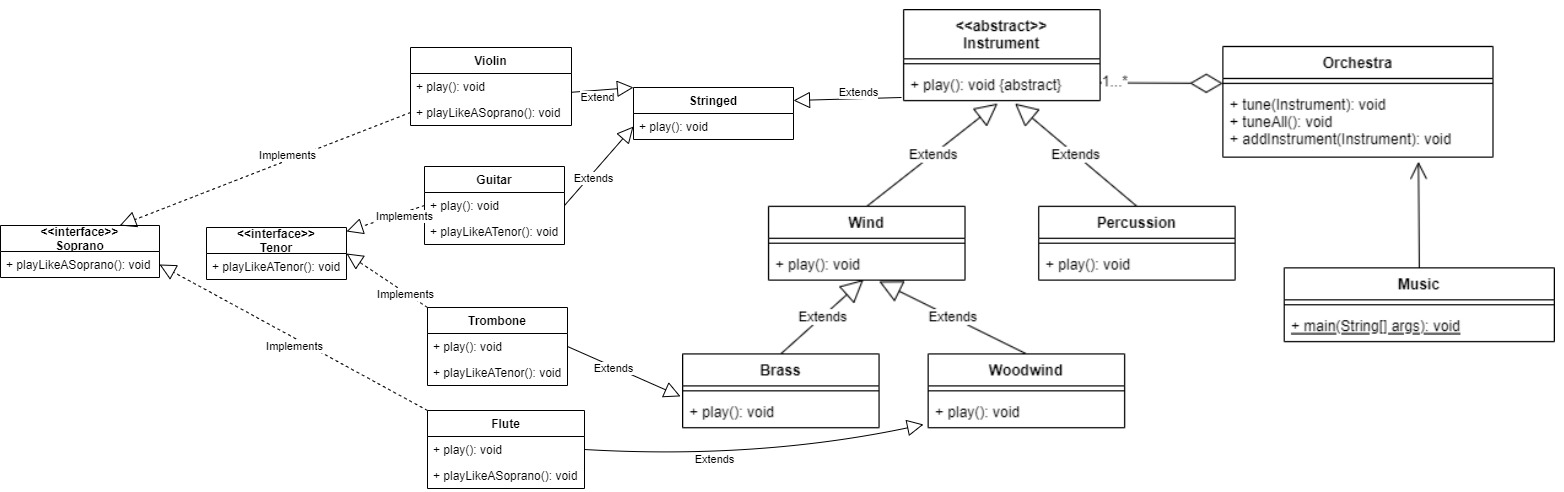 <<abstract>>
Instrument
+ play(): void {abstract}
1...*
Orchestra
+ tune(Instrument): void
+ tuneAll(): void
+ addInstrument(Instrument): void
Violin
+ play(): void
+ playLikeASoprano(): void
Extend
Stringed
+ play(): void
Extends
Implements
Extends
Extends
Guitar
+ play(): void
+ playLikeATenor(): void
Extends
Implements
<<interface>>
Soprano
+ playLikeASoprano(): void
<<interface>>
Tenor
+ playLikeATenor(): void
Wind
+ play(): void
Percussion
+ play(): void
Music
+ main(String[] args): void
Implements
Extends
Extends
Trombone
+ play(): void
+ playLikeATenor(): void
Implements
Extends
Brass
+ play(): void
Woodwind
+ play(): void
Flute
+ play(): void
+ playLikeASoprano(): void
Extends